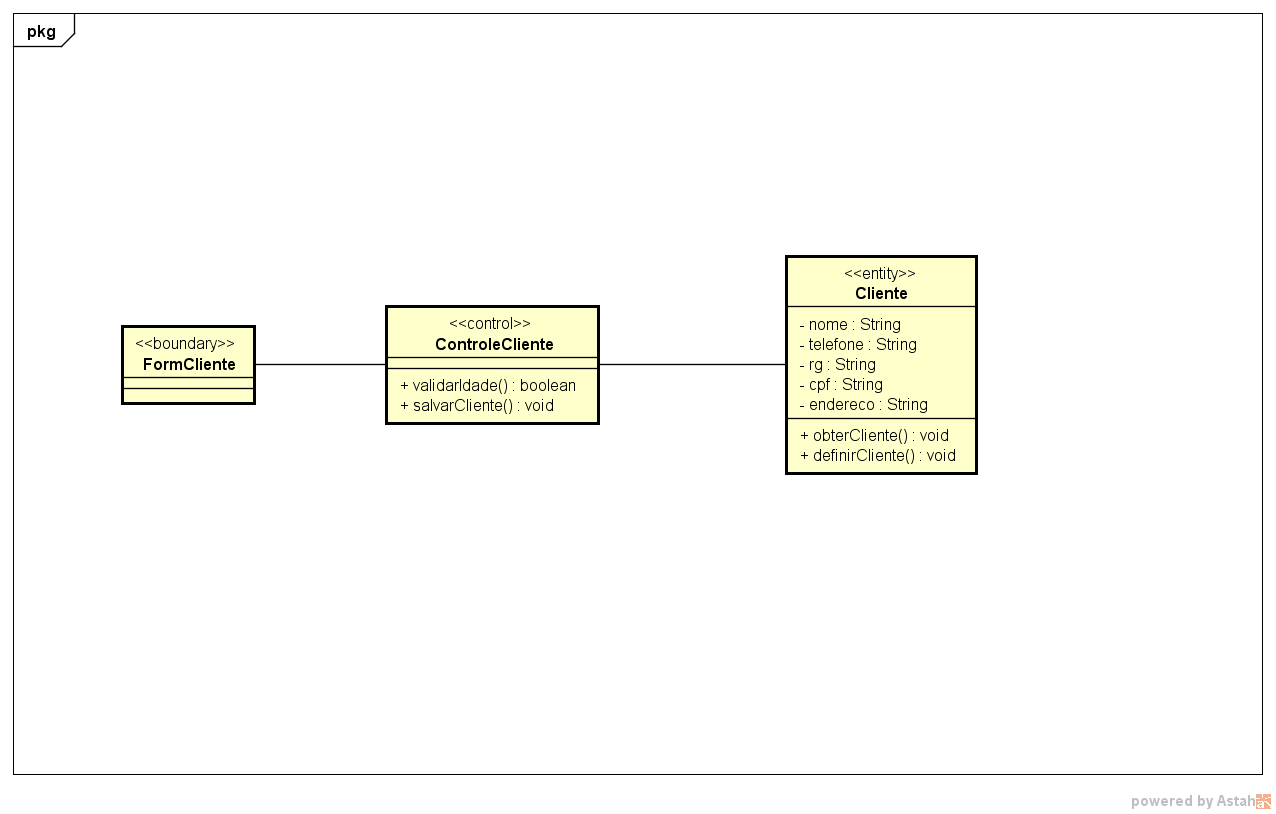 pkg
<<boundary>>
FormCliente
<<control>>
ControleCliente
+ validarIdade() : boolean
+ salvarCliente() : void
<<entity>>
Cliente
- nome : String
- telefone : String
- rg : String
- cpf : String
- endereco : String
+ obterCliente() : void
+ definirCliente() : void
powered by Astah